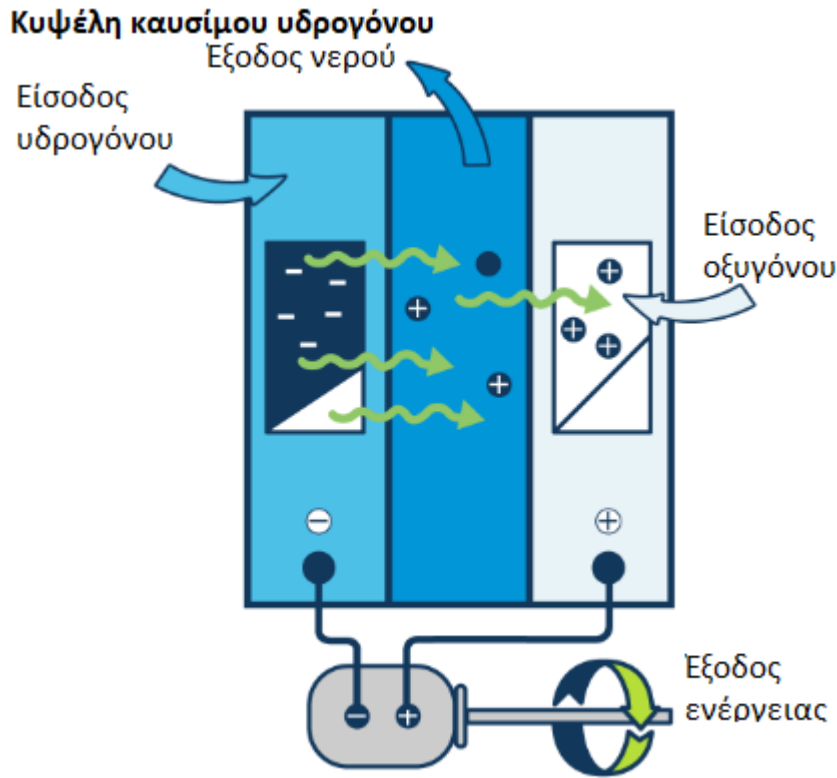 Κυψέλη καυσίμου υδρογόνου
Έξοδος νερού
Είσοδος
υδρογόνου
Είσοδος
οξυγόνου
Έξοδος
ενέργειας